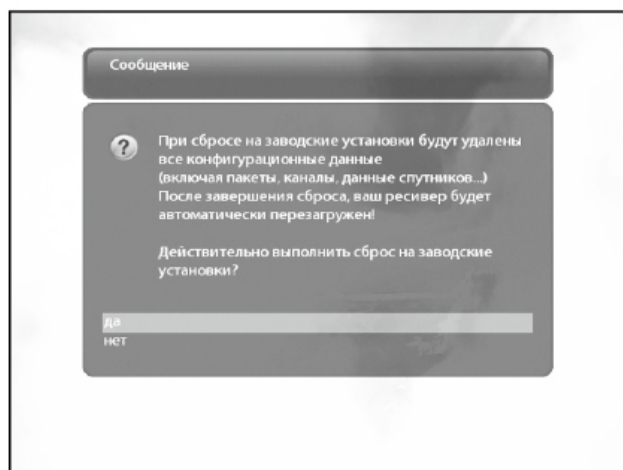 Сообщение
При сбросе на заводские установки будут удалены
все конфигурационные данные
(включая пакеты, каналы, данные спутников...)
После завершения сброса, ваш ресивер будет
автоматически перезагружен!
Действительно выполнить сброс на заводские
установки?
да
нет